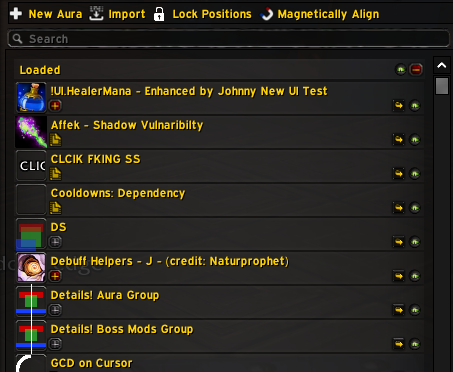 New Aura Import Lock Positions Magnetically Align
Search
Loaded
!UI.HealerMana - Enhanced by Johnny New UI Test
Affek - Shadow Vulnaribilty
CLIC
CLCIK FKING SS
Cooldowns: Dependency
DS
Debuff Helpers - J - (credit: Naturprophet)
Details! Aura Group
Details! Boss Mods Group
GCD on Cursor